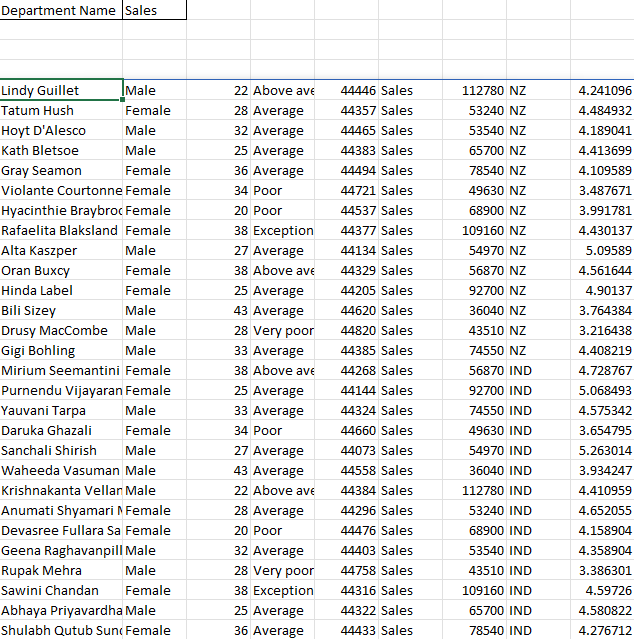 Department Name Sales
Lindy Guillet Male 22 Above ave 44446 Sales 112780 NZ 4.241096
Tatum Hush Female 28 Average 44357 Sales 53240 NZ 4.484932
Hoyt D'Alesco Male 32 Average 44465 Sales 53540 NZ 4.189041
Kath Bletsoe Male 25 Average 44383 Sales 65700 NZ 4.413699
Gray Seamon Female 36 Average 44494 Sales 78540 NZ 4.109589
Violante Courtonne Female 34 Poor 44721 Sales 49630 NZ 3.487671
Hyacinthie Braybroo Female 20 Poor 44537 Sales 68900 NZ 3.991781
Rafaelita Blaksland Female 38 Exception 44377 Sales 109160 NZ 4.430137
Alta Kaszper Male 27 Average 44134 Sales 54970 NZ 5.09589
Oran Buxcy Female 38 Above ave 44329 Sales 56870 NZ 4.561644
Hinda Label Female 25 Average 44205 Sales 92700 NZ 4.90137
Bili Sizey Male 43 Average 44620 Sales 36040 NZ 3.764384
Drusy MacCombe Male 28 Very poor 44820 Sales 43510 NZ 3.216438
Gigi Bohling Male 33 Average 44385 Sales 74550 NZ 4.408219
Mirium Seemantini Female 38 Above ave 44268 Sales 56870 IND 4.728767
Purnendu Vijayaran Female 25 Average 44144 Sales 92700 IND 5.068493
Yauvani Tarpa Male 33 Average 44324 Sales 74550 IND 4.575342
Daruka Ghazali Female 34 Poor 44660 Sales 49630 IND 3.654795
Sanchali Shirish Male 27 Average 44073 Sales 54970 IND 5.263014
Waheeda Vasuman Male 43 Average 44558 Sales 36040 IND 3.934247
Krishnakanta Vellan Male 22 Above ave 44384 Sales 112780 IND 4.410959
Anumati Shyamari M Female 28 Average 44296 Sales 53240 IND 4.652055
Devasree Fullara Sa Female 20 Poor 44476 Sales 68900 IND 4.158904
Geena Raghavanpill Male 32 Average 44403 Sales 53540 IND 4.358904
Rupak Mehra Male 28 Very poor 44758 Sales 43510 IND 3.386301
Sawini Chandan Female 38 Exception 44316 Sales 109160 IND 4.59726
Abhaya Priyavardha Male 25 Average 44322 Sales 65700 IND 4.580822
Shulabh Qutub Sund Female 36 Average 44433 Sales 78540 IND 4.276712